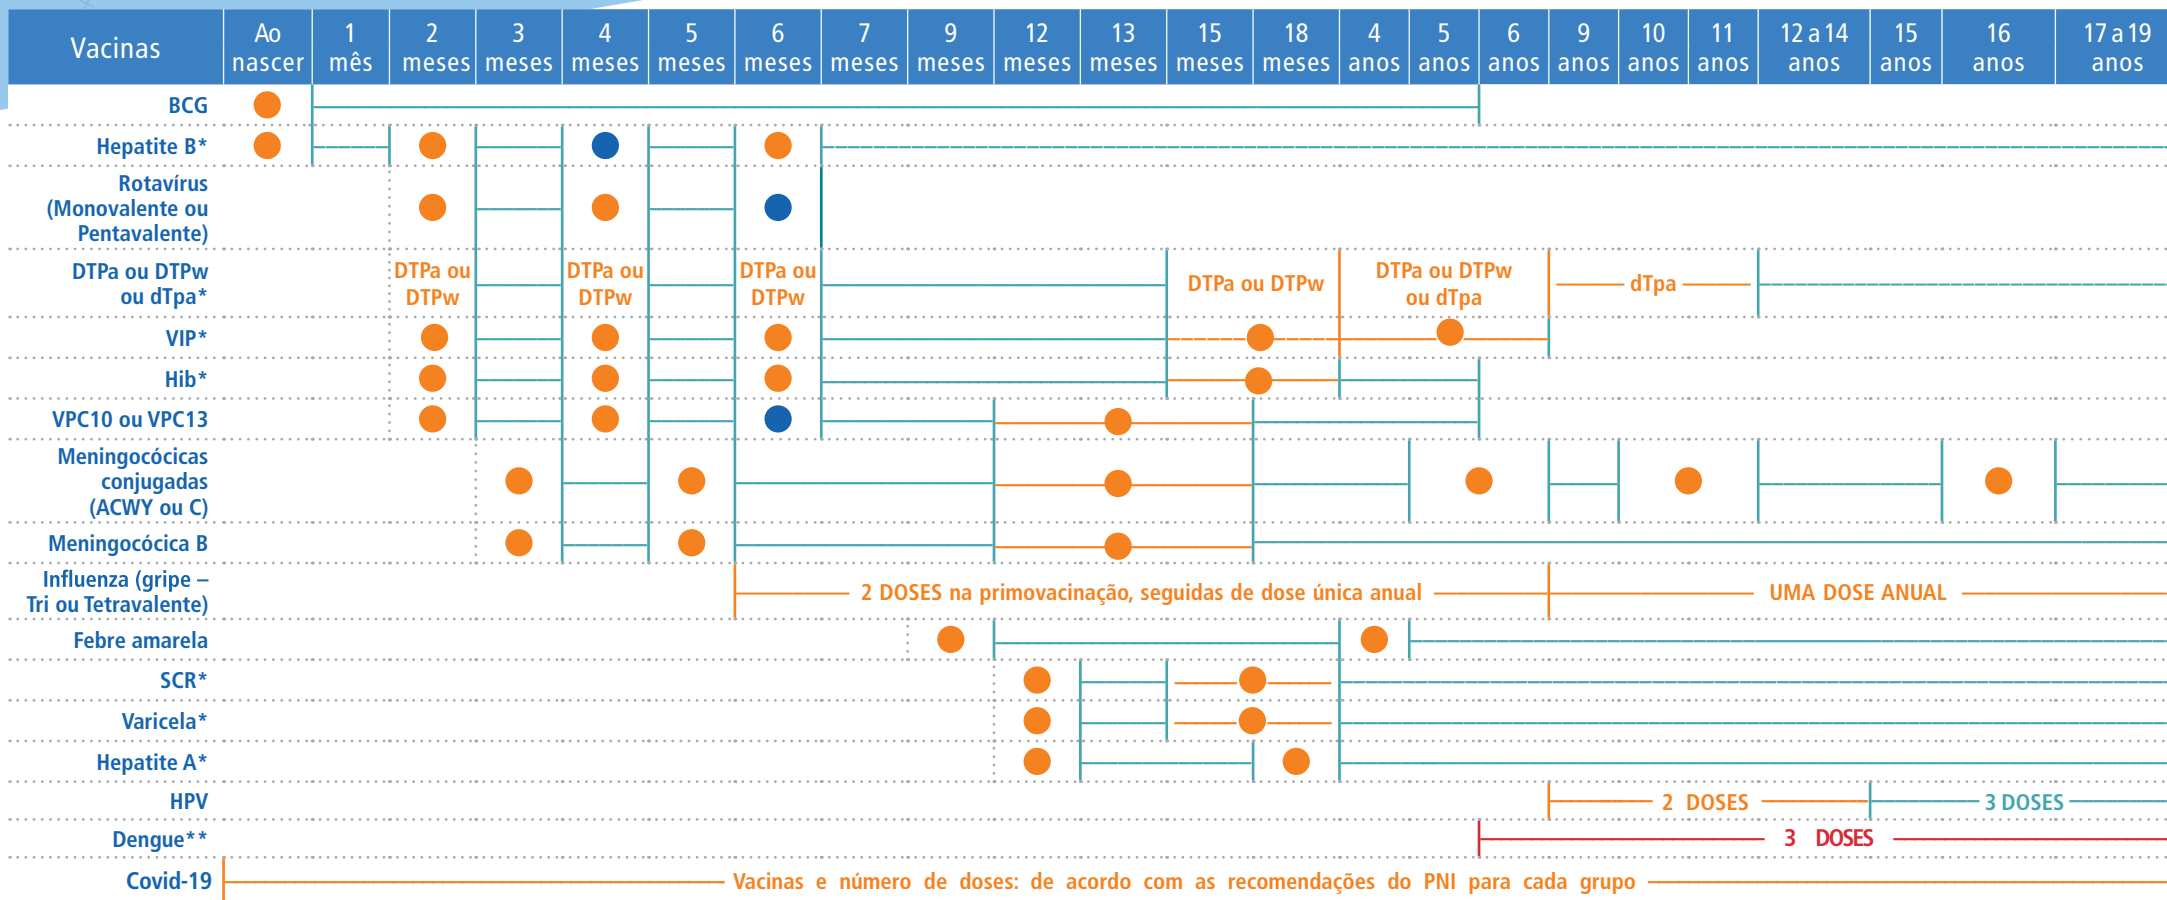 Vacinas
Ao nascer
1 mês
2 meses
3 meses
4 meses
5 meses
6 meses
7 meses
9 meses
12 meses
13 meses
15 meses
18 meses
4 anos
5 anos
6 anos
9 anos
10 anos
11 anos
12 a 14 anos
15 anos
16 anos
17 a 19 anos
BCG
Hepatite B*
Rotavírus
(Monovalente ou
Pentavalente)
DTPa ou DTPw
ou dTpa*
DTPa ou
DTPw
DTPa ou
DTPw
DTPa ou
DTPw
DTPa ou DTPw
DTPa ou DTPw
ou dTpa
dTpa
VIP*
Hib*
VPC10 ou VPC13
Meningocócicas
conjugadas
(ACWY ou C)
Meningocócica B
Influenza (gripe –
Tri ou Tetravalente)
2 DOSES na primovacinação, seguidas de dose única anual
UMA DOSE ANUAL
Febre amarela
SCR*
Varicela*
Hepatite A*
HPV
2 DOSES
3 DOSES
Dengue**
3 DOSES
Covid-19
Vacinas e número de doses: de acordo com as recomendações do PNI para cada grupo